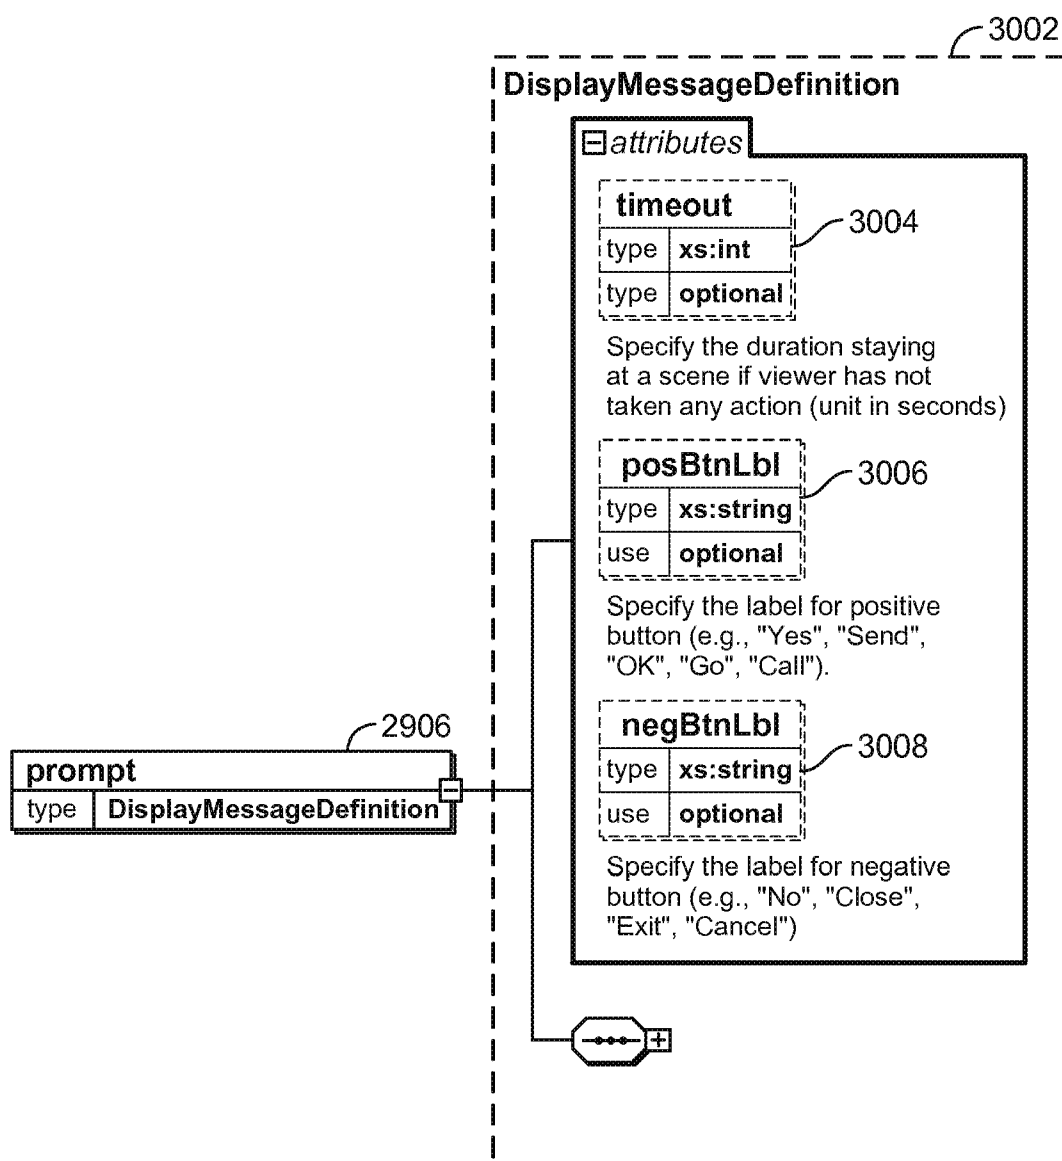 3002
DisplayMessageDefinition
attributes
timeout
3004
type xs:int
type optional
Specify the duration staying
at a scene if viewer has not
taken any action (unit in seconds)
posBtnLbl
3006
type xs:string
use optional
Specify the label for positive
button (e.g., "Yes", "Send",
"OK", "Go", "Call").
negBtnLbl
3008
type xs:string
use optional
Specify the label for negative
button (e.g., "No", "Close",
"Exit", "Cancel")
2906
prompt
type DisplayMessageDefinition